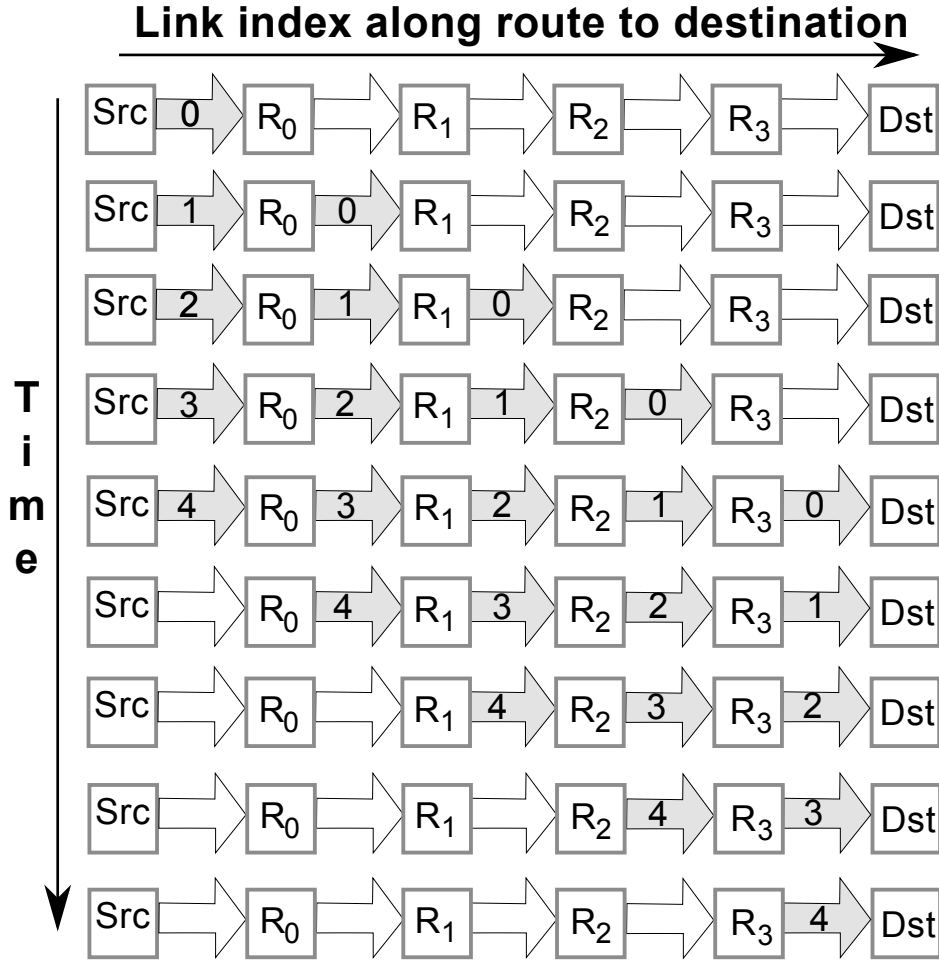 Link index along route to destination
Src 0 R0 R1 R2 R3 Dst
Src 1 R0 0 R1 R2 R3 Dst
Src 2 R0 1 R1 0 R2 R3 Dst
Src 3 R0 2 R1 1 R2 0 R3 Dst
Src 4 R0 3 R1 2 R2 1 R3 0 Dst
Src R0 4 R1 3 R2 2 R3 1 Dst
Src R0 R1 4 R2 3 R3 2 Dst
Src R0 R1 R2 4 R3 3 Dst
Src R0 R1 R2 R3 4 Dst
T
i
m
e